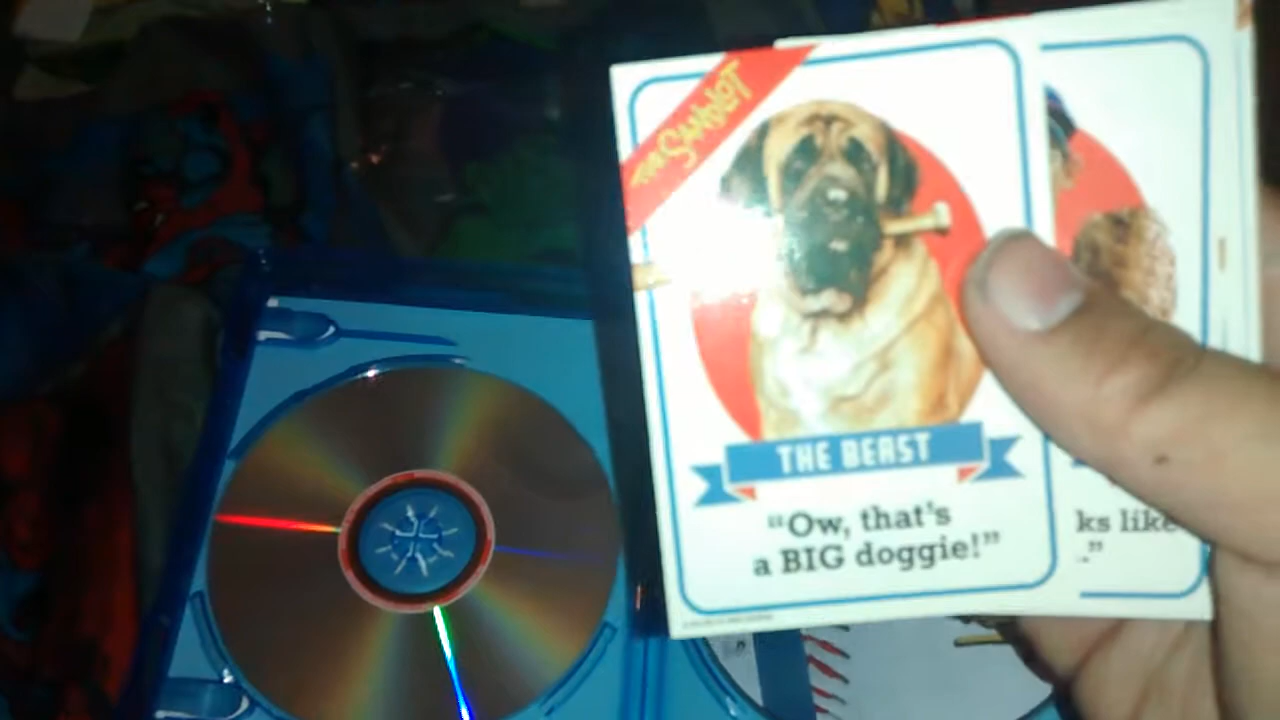 THE SANDLOT
THE BEAST
"Ow, that's
a BIG doggie!"
ks like
."